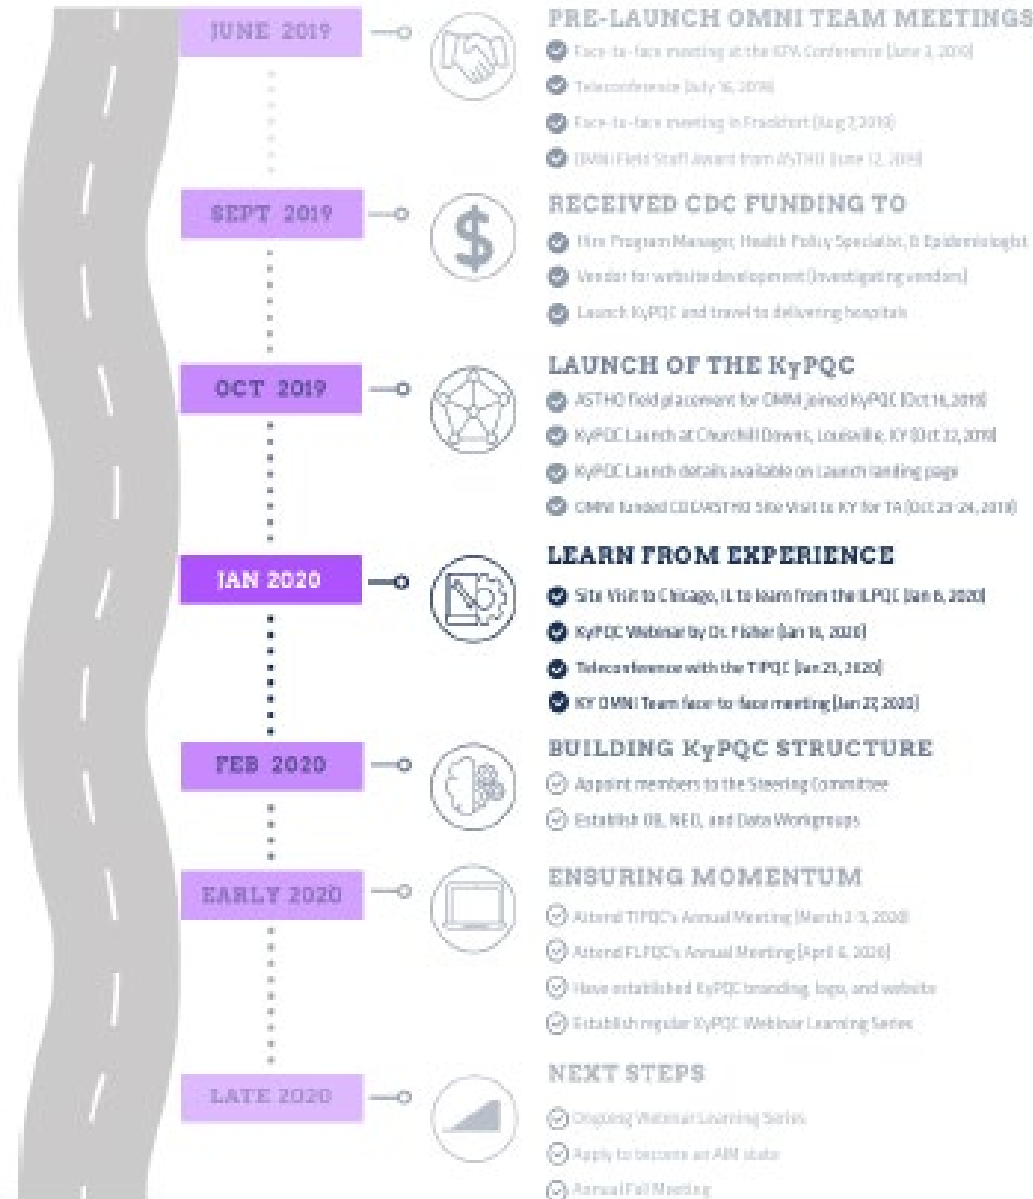 JUNE 2019
PRE-LAUNCH OMNI TEAM MEETINGS
Face-to-face meeting at the KPA Conference (June 3, 2019)
Teleconference (July 16, 2019)
Face-to-face meeting in Frankfort (Aug 7, 2019)
OMNI Field Staff Award from ASTHO (June 12, 2019)
SEPT 2019
RECEIVED CDC FUNDING TO
Hire Program Manager, Health Policy Specialist, & Epidemiologist
Vendor for website development (investigating vendors)
Launch KyPQC and travel to delivering hospitals
OCT 2019
LAUNCH OF THE KyPQC
ASTHO field placement for OMNI joined KyPQC (Oct 16, 2019)
KyPQC Launch at Churchill Downs, Louisville, KY (Oct 22, 2019)
KyPQC Launch details available on Launch landing page
OMNI funded CDC/ASTHO Site Visit to KY for TA (Oct 23-24, 2019)
JAN 2020
LEARN FROM EXPERIENCE
Site Visit to Chicago, IL to learn from the ILPQC (Jan 6, 2020)
KyPQC Webinar by Dr. Fisher (Jan 16, 2020)
Teleconference with the TIPQC (Jan 23, 2020)
KY OMNI Team face-to-face meeting (Jan 27, 2020)
FEB 2020
BUILDING KyPQC STRUCTURE
Appoint members to the Steering Committee
Establish OB, NEO, and Data Workgroups
EARLY 2020
ENSURING MOMENTUM
Attend TIPQC's Annual Meeting (March 2-3, 2020)
Attend FLPQC's Annual Meeting (April 6, 2020)
Have established KyPQC branding, logo, and website
Establish regular KyPQC Webinar Learning Series
LATE 2020
NEXT STEPS
Ongoing Webinar Learning Series
Apply to become an AIM state
Annual Fall Meeting